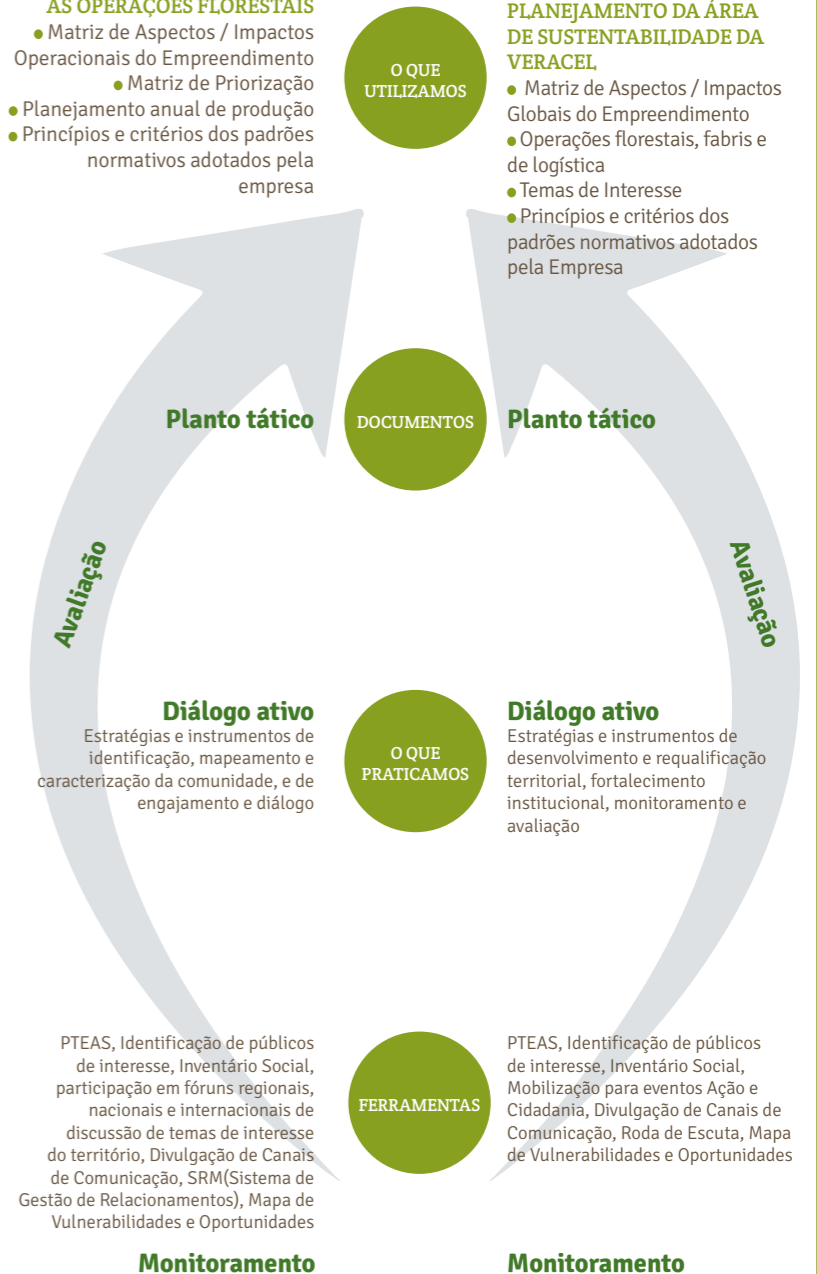 AS OPERAÇÕES FLORESTAIS
• Matriz de Aspectos / Impactos
Operacionais do Empreendimento
• Matriz de Priorização
• Planejamento anual de produção
• Princípios e critérios dos padrões
normativos adotados pela
empresa
O QUE
UTILIZAMOS
PLANEJAMENTO DA ÁREA
DE SUSTENTABILIDADE DA
VERACEL
• Matriz de Aspectos / Impactos
Globais do Empreendimento
• Operações florestais, fabris e
de logística
• Temas de Interesse
• Princípios e critérios dos
padrões normativos adotados
pela Empresa
Planto tático
DOCUMENTOS
Planto tático
Avaliação
Avaliação
Diálogo ativo
Estratégias e instrumentos de
identificação, mapeamento e
caracterização da comunidade, e de
engajamento e diálogo
O QUE
PRATICAMOS
Diálogo ativo
Estratégias e instrumentos de
desenvolvimento e requalificação
territorial, fortalecimento
institucional, monitoramento e
avaliação
PTEAS, Identificação de públicos
de interesse, Inventário Social,
participação em fóruns regionais,
nacionais e internacionais de
discussão de temas de interesse
do território, Divulgação de Canais
de Comunicação, SRM(Sistema de
Gestão de Relacionamentos), Mapa de
Vulnerabilidades e Oportunidades
FERRAMENTAS
PTEAS, Identificação de públicos
de interesse, Inventário Social,
Mobilização para eventos Ação e
Cidadania, Divulgação de Canais de
Comunicação, Roda de Escuta, Mapa
de Vulnerabilidades e Oportunidades
Monitoramento
Monitoramento